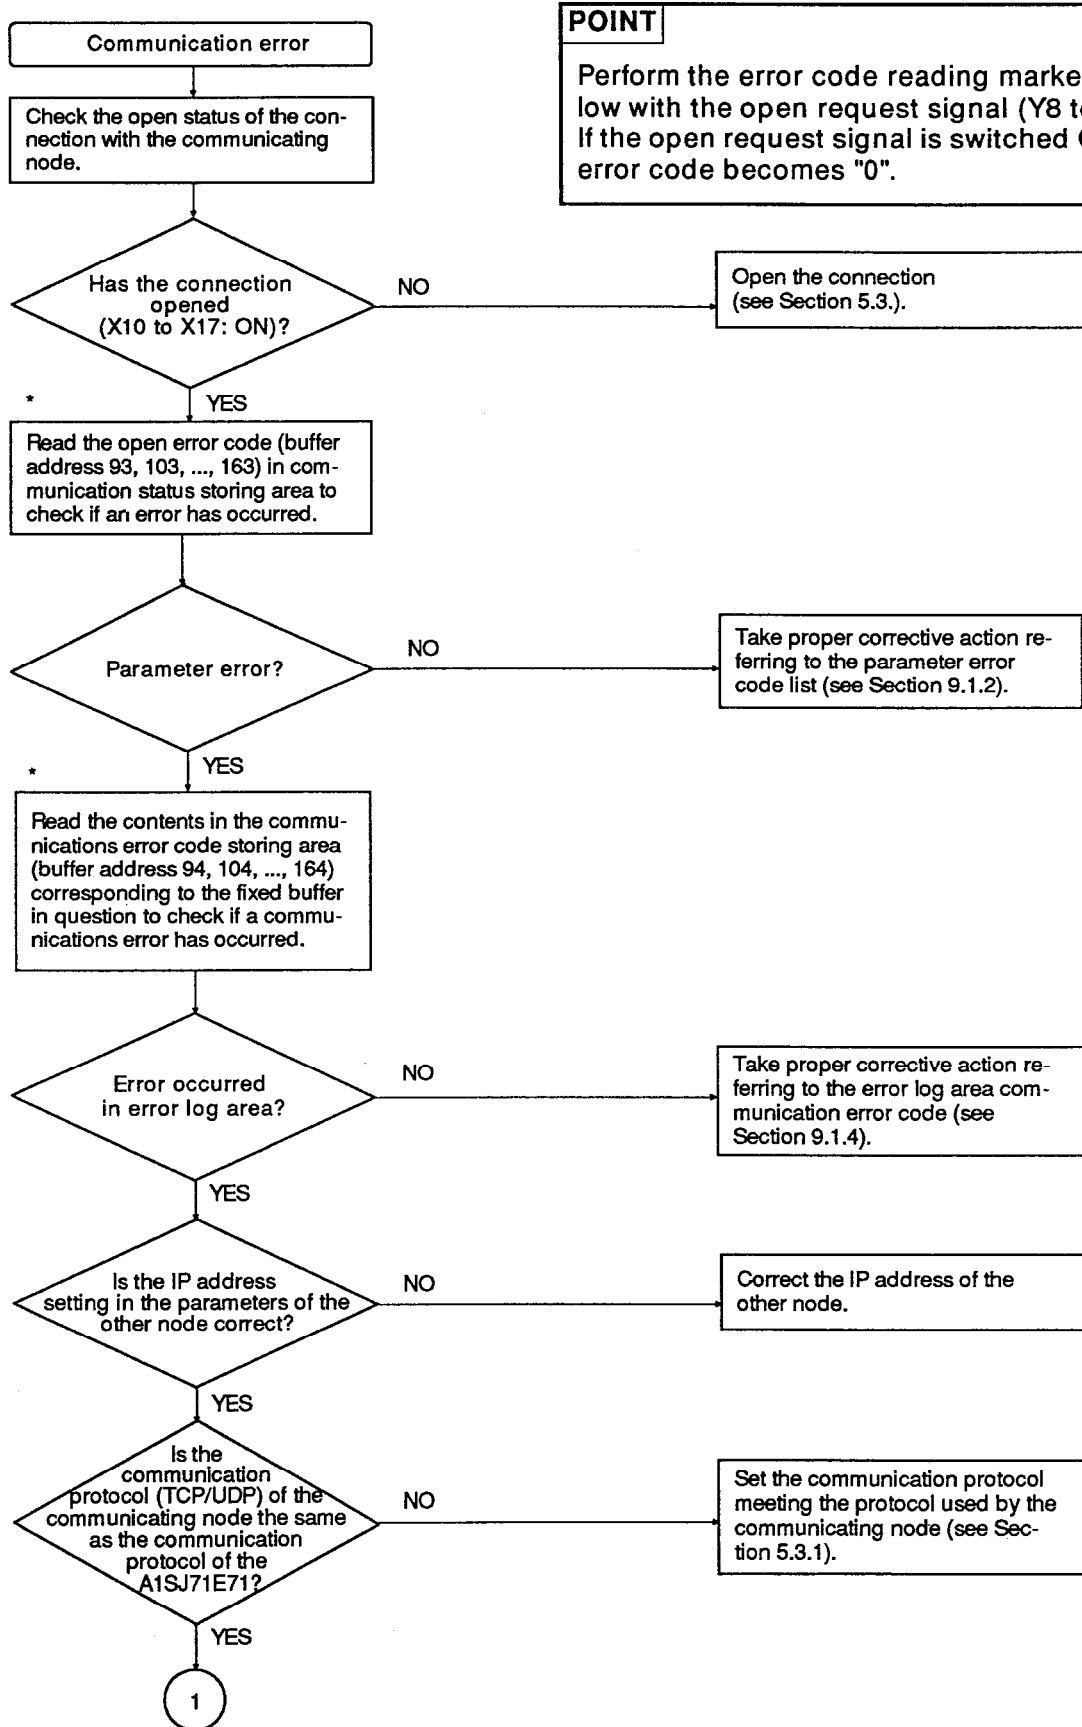 Communication error
POINT
Perform the error code reading marke
low with the open request signal (Y8 t
If the open request signal is switched
error code becomes "0".
Check the open status of the con-
nection with the communicating
node.
Has the connection
opened
(X10 to X17: ON)?
NO
Open the connection
(see Section 5.3.).
*
YES
Read the open error code (buffer
address 93, 103, ..., 163) in com-
munication status storing area to
check if an error has occurred.
Parameter error?
NO
Take proper corrective action re-
ferring to the parameter error
code list (see Section 9.1.2).
*
YES
Read the contents in the commu-
nications error code storing area
(buffer address 94, 104, ..., 164)
corresponding to the fixed buffer
in question to check if a commu-
nications error has occurred.
Error occurred
in error log area?
NO
Take proper corrective action re-
ferring to the error log area com-
munication error code (see
Section 9.1.4).
YES
Is the IP address
setting in the parameters of the
other node correct?
NO
Correct the IP address of the
other node.
YES
Is the
communication
protocol (TCP/UDP) of the
communicating node the same
as the communication
protocol of the
A1SJ71E71?
NO
Set the communication protocol
meeting the protocol used by the
communicating node (see Sec-
tion 5.3.1).
YES
1